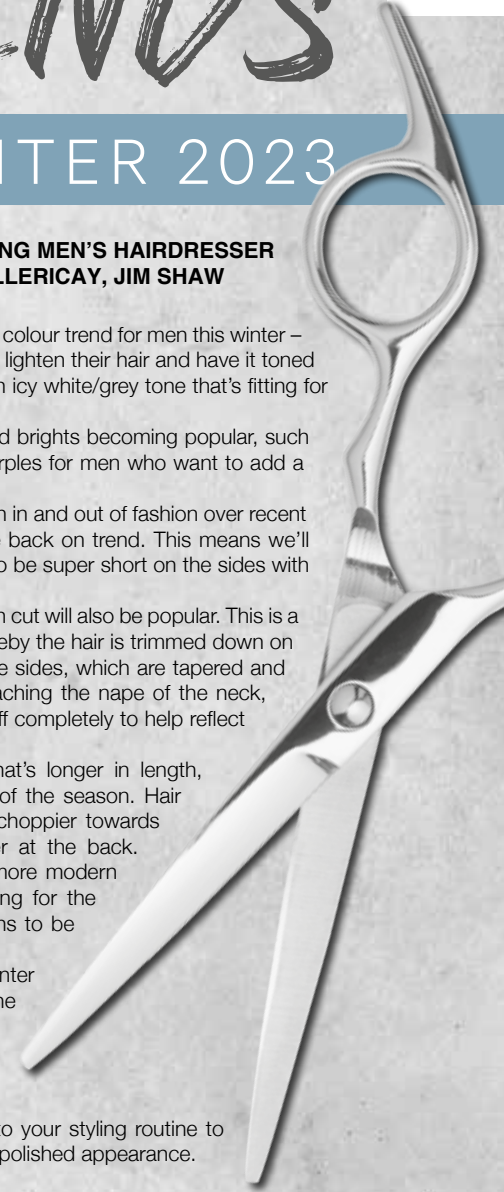 ENDS
NTER 2023
NG MEN'S HAIRDRESSER
LLERICAY, JIM SHAW
colour trend for men this winter –
lighten their hair and have it toned
n icy white/grey tone that's fitting for
d brights becoming popular, such
rples for men who want to add a
n in and out of fashion over recent
back on trend. This means we'll
o be super short on the sides with
n cut will also be popular. This is a
eby the hair is trimmed down on
e sides, which are tapered and
aching the nape of the neck,
ff completely to help reflect
hat's longer in length,
of the season. Hair
choppier towards
r at the back.
more modern
ng for the
ns to be
nter
ne
to your styling routine to
polished appearance.